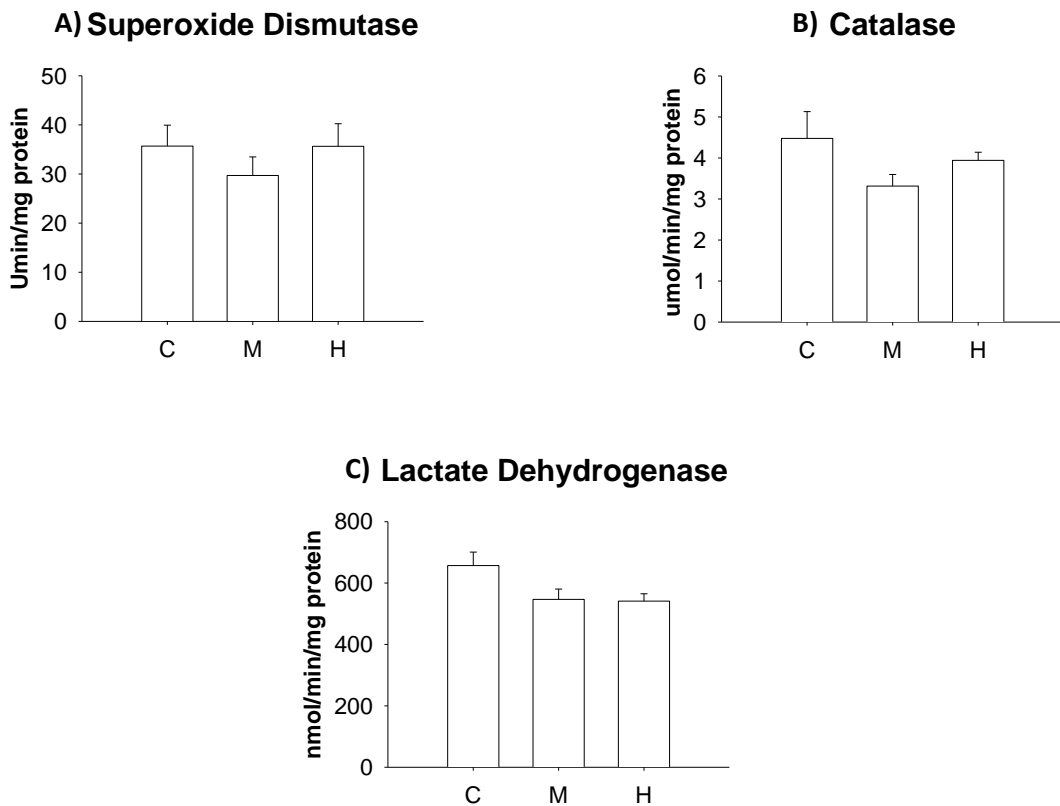 A) Superoxide Dismutase
Umin/mg protein
50
40
30
20
10
0
C M H
B) Catalase
umol/min/mg protein
6
5
4
3
2
1
0
C M H
C) Lactate Dehydrogenase
nmol/min/mg protein
800
600
400
200
0
C M H